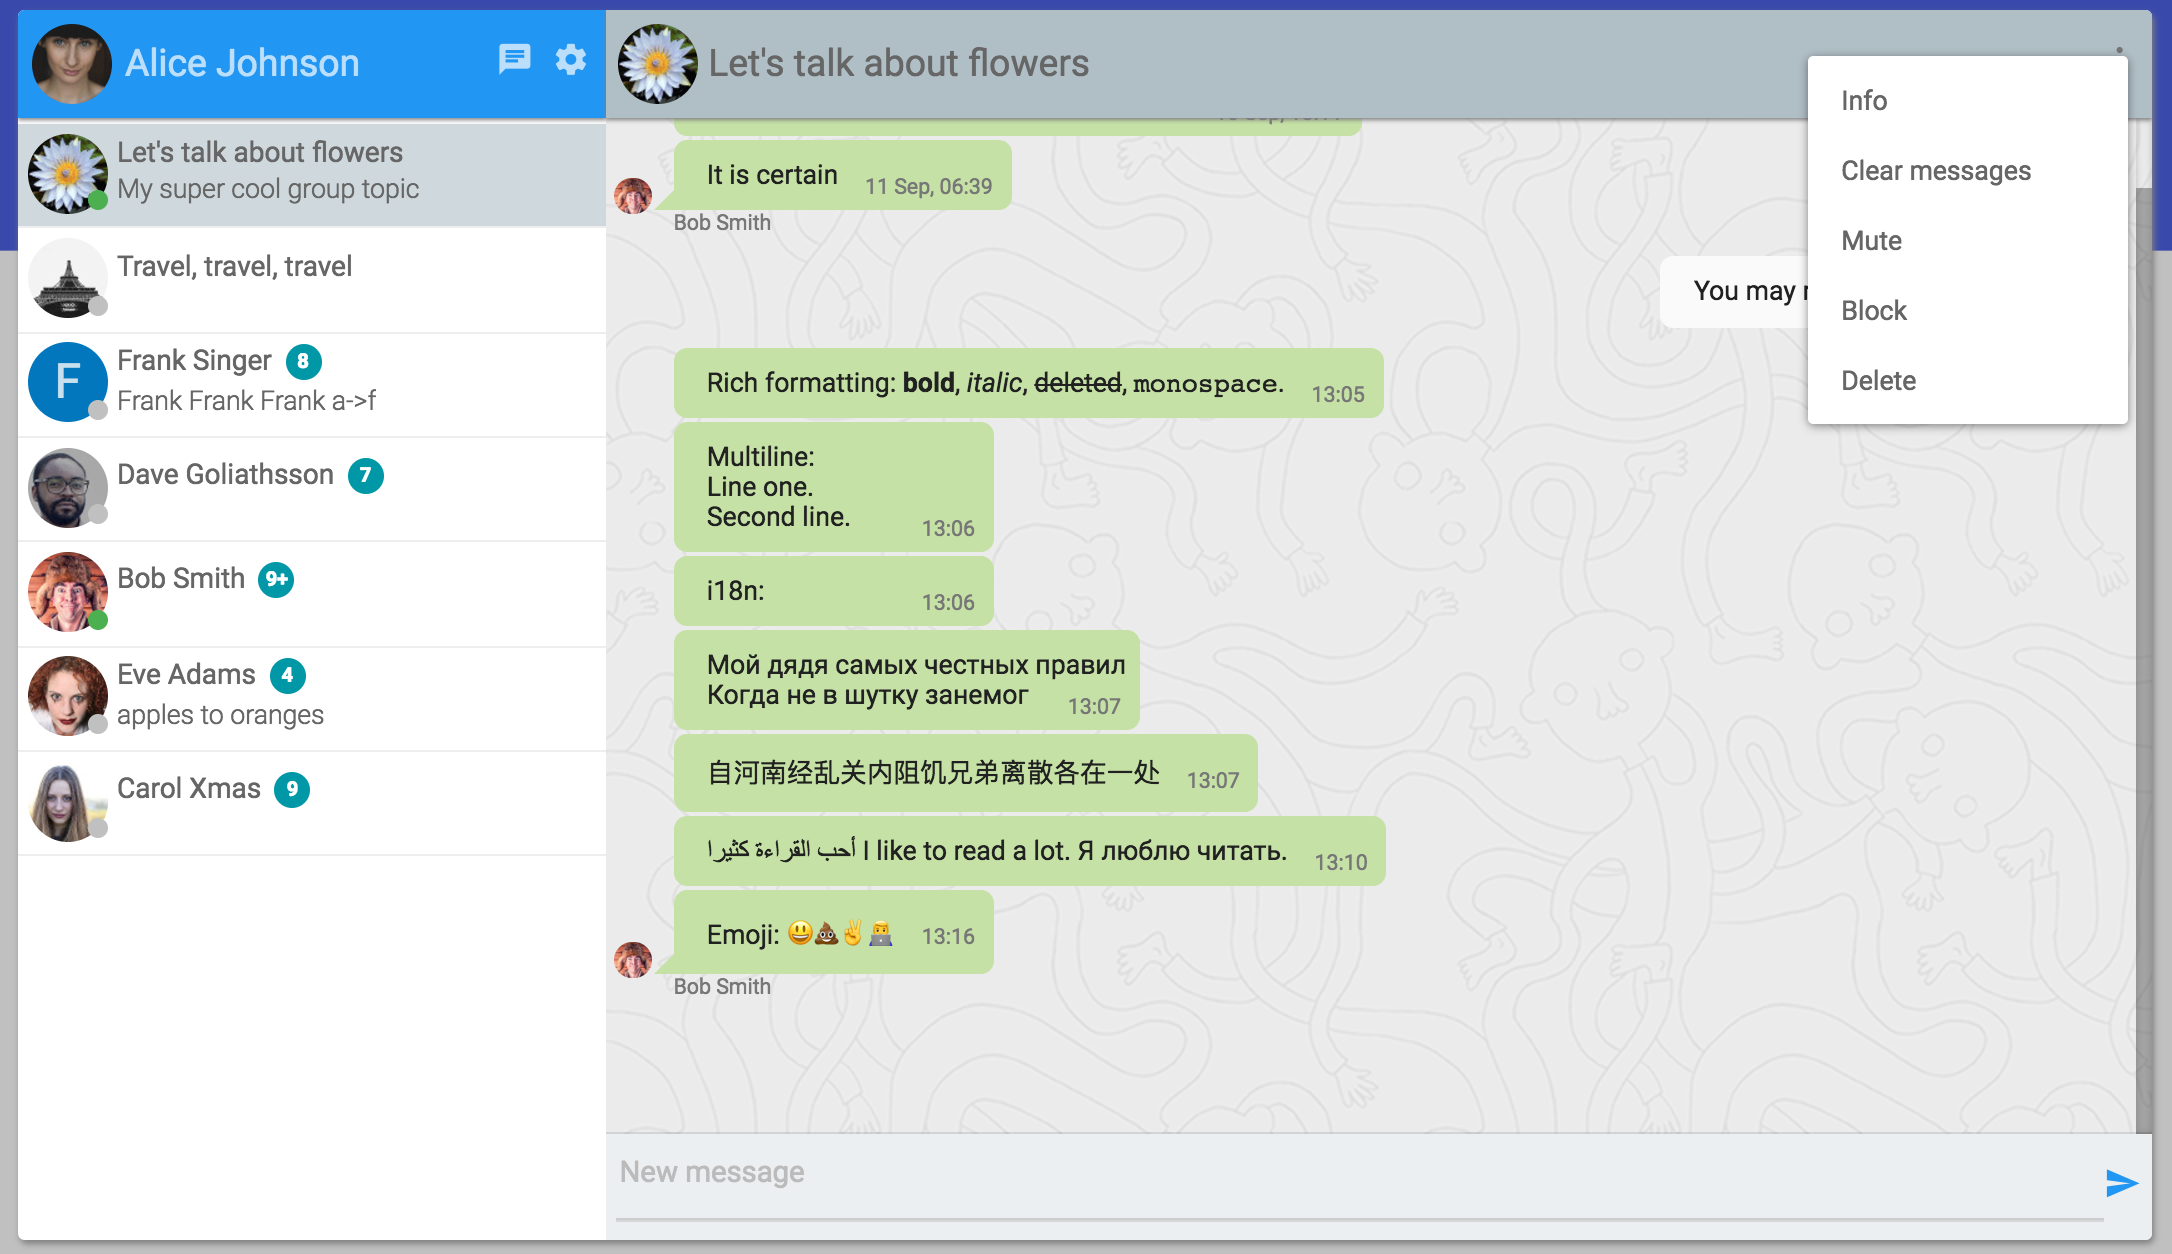 Alice Johnson
Let's talk about flowers
My super cool group topic
Travel, travel, travel
F
Frank Singer 8
Frank Frank Frank a->f
Dave Goliathsson 7
Bob Smith 9+
Eve Adams 4
apples to oranges
Carol Xmas 9
Let's talk about flowers
It is certain 11 Sep, 06:39
Bob Smith
You may
Rich formatting: bold, italic, deleted, monospace. 13:05
Multiline:
Line one.
Second line. 13:06
i18n: 13:06
Мой дядя самых честных правил
Когда не в шутку занемог 13:07
自河南经乱关内阻饥兄弟离散各在一处 13:07
أحب القراءة كثيرا I like to read a lot. Я люблю читать. 13:10
Emoji: 😃💩✌️👨‍💻 13:16
Bob Smith
New message
Info
Clear messages
Mute
Block
Delete